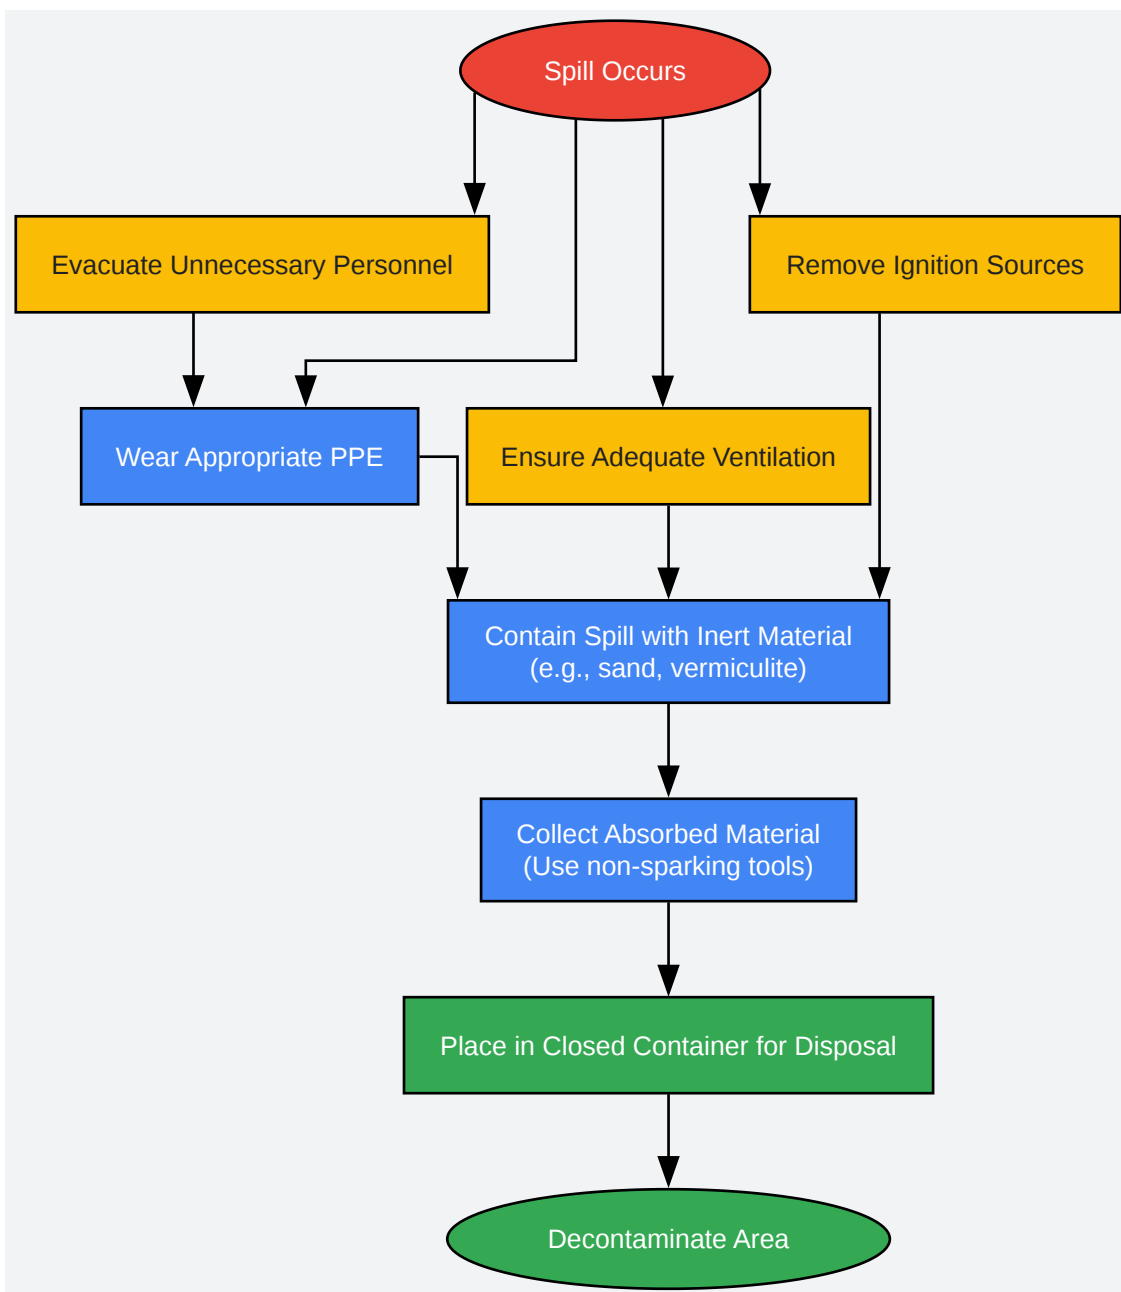 Spill Occurs
Evacuate Unnecessary Personnel
Remove Ignition Sources
Wear Appropriate PPE
Ensure Adequate Ventilation
Contain Spill with Inert Material
(e.g., sand, vermiculite)
Collect Absorbed Material
(Use non-sparking tools)
Place in Closed Container for Disposal
Decontaminate Area